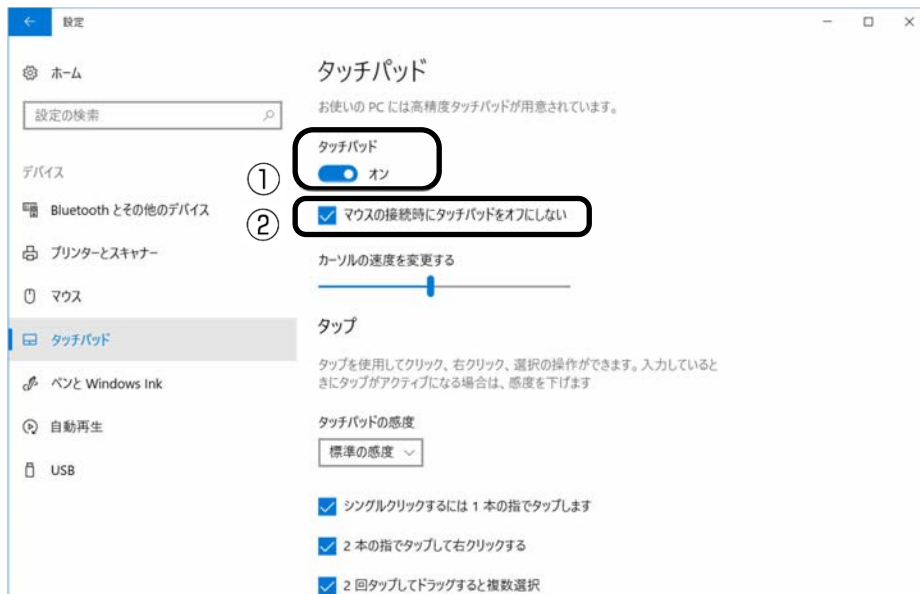 設定
ホーム
設定の検索
デバイス
Bluetooth とその他のデバイス
プリンターとスキャナー
マウス
タッチパッド
ペンと Windows Ink
自動再生
USB
タッチパッド
お使いの PC には高精度タッチパッドが用意されています。
①
タッチパッド
オン
②
マウスの接続時にタッチパッドをオフにしない
カーソルの速度を変更する
タップ
タップを使用してクリック、右クリック、選択の操作ができます。入力していると
きにタップがアクティブになる場合は、感度を下げます
タッチパッドの感度
標準の感度
シングルクリックするには 1 本の指でタップします
2 本の指でタップして右クリックする
2 回タップしてドラッグすると複数選択